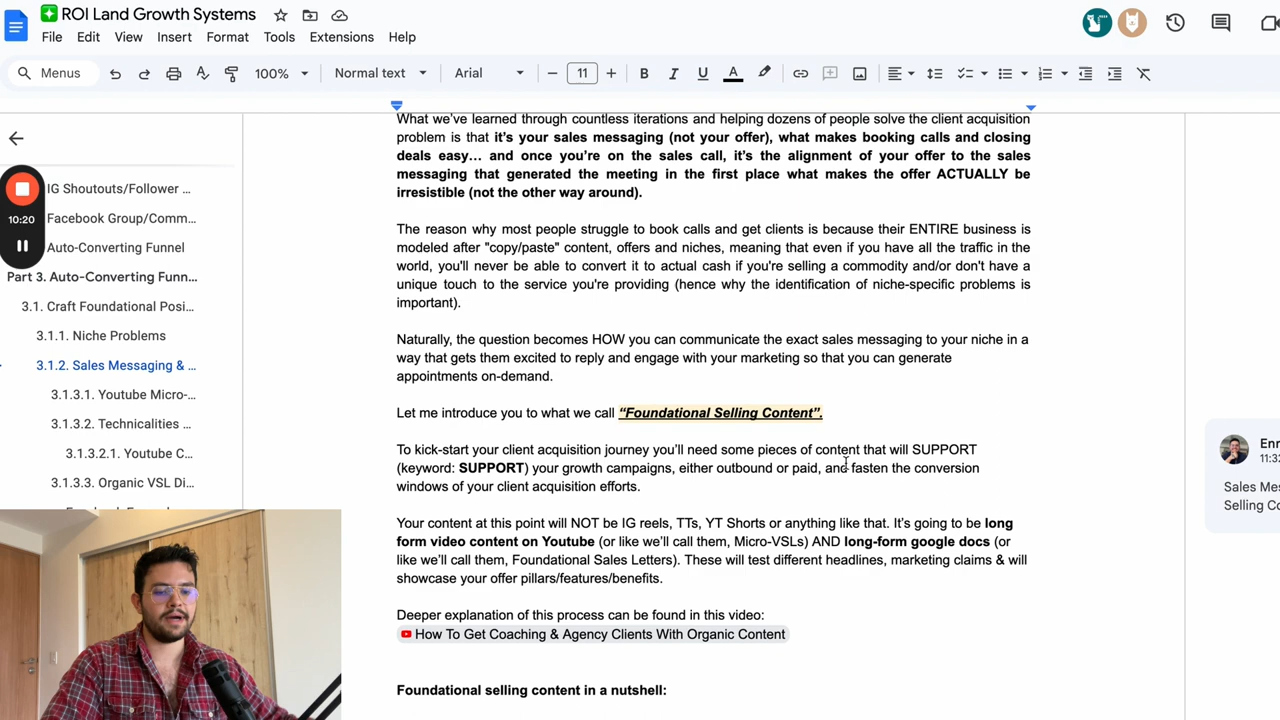 ROI Land Growth Systems
File Edit View Insert Format Tools Extensions Help
Menus 100% Normal text Arial 11
IG Shoutouts/Follower ...
Facebook Group/Comm...
10:20
Auto-Converting Funnel
Part 3. Auto-Converting Funn...
3.1. Craft Foundational Posi...
3.1.1. Niche Problems
3.1.2. Sales Messaging & ...
3.1.3.1. Youtube Micro-...
3.1.3.2. Technicalities ...
3.1.3.2.1. Youtube C...
3.1.3.3. Organic VSL Di...
What we've learned through countless iterations and helping dozens of people solve the client acquisition
problem is that it's your sales messaging (not your offer), what makes booking calls and closing
deals easy... and once you're on the sales call, it's the alignment of your offer to the sales
messaging that generated the meeting in the first place what makes the offer ACTUALLY be
irresistible (not the other way around).
The reason why most people struggle to book calls and get clients is because their ENTIRE business is
modeled after "copy/paste" content, offers and niches, meaning that even if you have all the traffic in the
world, you'll never be able to convert it to actual cash if you're selling a commodity and/or don't have a
unique touch to the service you're providing (hence why the identification of niche-specific problems is
important).
Naturally, the question becomes HOW you can communicate the exact sales messaging to your niche in a
way that gets them excited to reply and engage with your marketing so that you can generate
appointments on-demand.
Let me introduce you to what we call “Foundational Selling Content”.
To kick-start your client acquisition journey you'll need some pieces of content that will SUPPORT
(keyword: SUPPORT) your growth campaigns, either outbound or paid, and fasten the conversion
windows of your client acquisition efforts.
Your content at this point will NOT be IG reels, TTs, YT Shorts or anything like that. It's going to be long
form video content on Youtube (or like we'll call them, Micro-VSLs) AND long-form google docs (or
like we'll call them, Foundational Sales Letters). These will test different headlines, marketing claims & will
showcase your offer pillars/features/benefits.
Deeper explanation of this process can be found in this video:
How To Get Coaching & Agency Clients With Organic Content
Foundational selling content in a nutshell:
Enr
11:32
Sales Mes
Selling Co